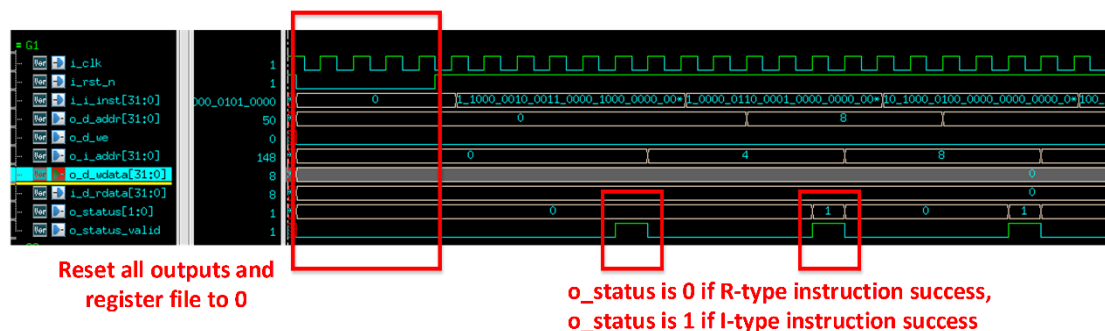 G1
i_clk 1
i_rst_n 1
i_i_inst[31:0] 000_0101_0000 0 1_1000_0010_0011_0000_1000_0000_00* 1_0000_0110_0001_0000_0000_00* 10_1000_0100_0000_0000_0000_0* 100_
o_d_addr[31:0] 50 0 8
o_d_we 0
o_i_addr[31:0] 148 0 4 8
o_d_wdata[31:0] 8 0
i_d_rdata[31:0] 8 0
o_status[1:0] 1 0 1 0 1
o_status_valid 1
Reset all outputs and
register file to 0
o_status is 0 if R-type instruction success,
o_status is 1 if I-type instruction success